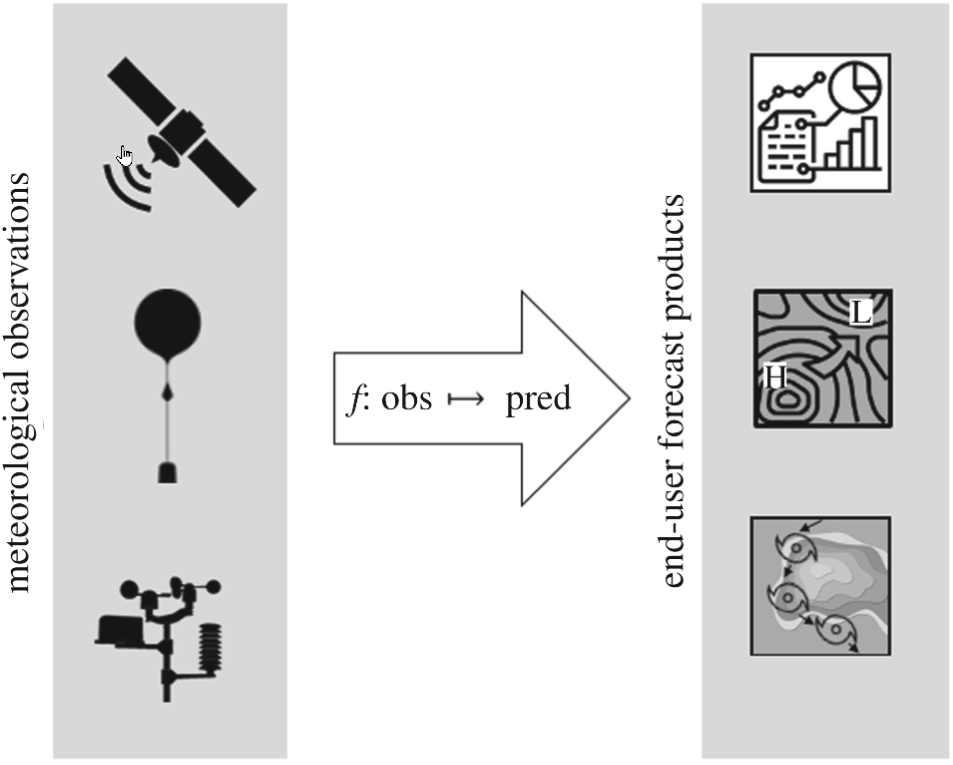 meteorological observations
f: obs ↦ pred
end-user forecast products
L
H